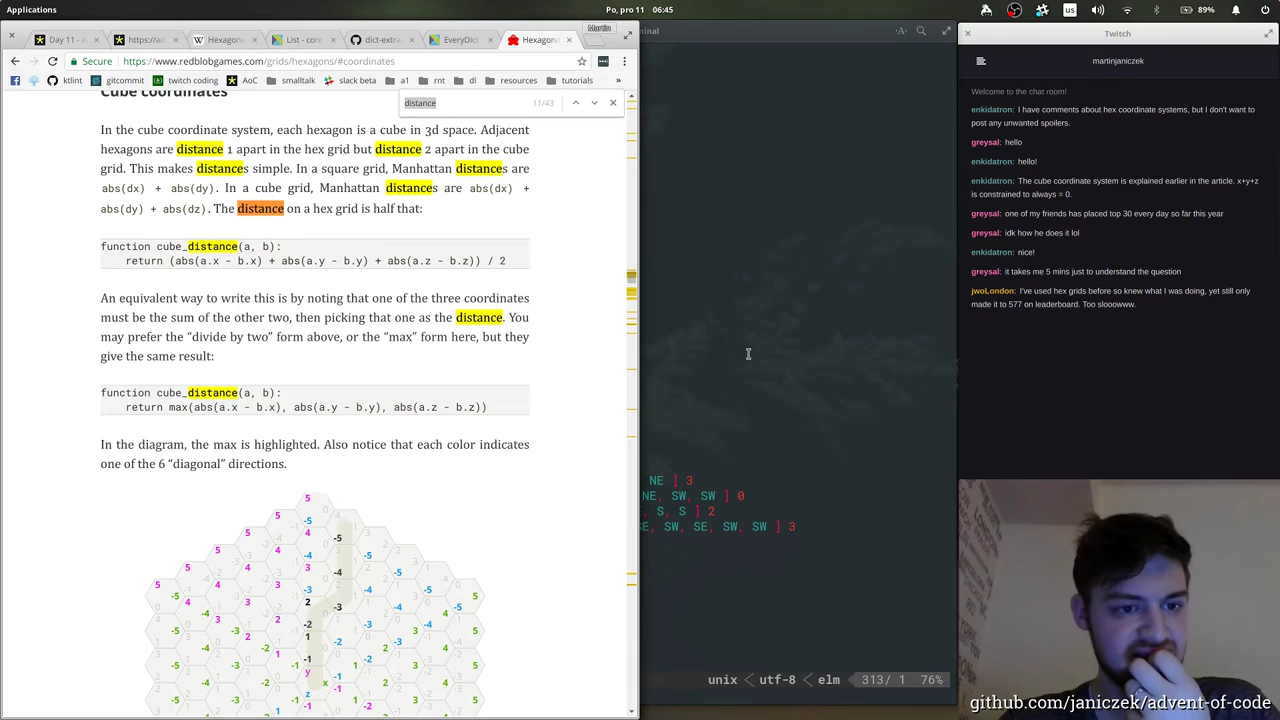 Applications
Po, pro 11 06:45
us
89%
Martin
Day 11 - A
https://ad
Hexagona
List - core
dict-extra
EveryDict
Hexagona
minal
Twitch
Secure https://www.redblobgames.com/grids/hexagons/#coordinates
ktlint
gitcommit
twitch coding
AoC
smalltalk
slack beta
a1
rnt
dl
resources
tutorials
»
martinjaniczek
distance 11/43
Cube coordinates
In the cube coordinate system, each hexagon is a cube in 3d space. Adjacent
hexagons are distance 1 apart in the hex grid but distance 2 apart in the cube
grid. This makes distances simple. In a square grid, Manhattan distances are
abs(dx) + abs(dy). In a cube grid, Manhattan distances are abs(dx) +
abs(dy) + abs(dz). The distance on a hex grid is half that:
function cube_distance(a, b):
return (abs(a.x - b.x) + abs(a.y - b.y) + abs(a.z - b.z)) / 2
An equivalent way to write this is by noting that one of the three coordinates
must be the sum of the other two, then picking that one as the distance. You
may prefer the “divide by two” form above, or the “max” form here, but they
give the same result:
function cube_distance(a, b):
return max(abs(a.x - b.x), abs(a.y - b.y), abs(a.z - b.z))
In the diagram, the max is highlighted. Also notice that each color indicates
one of the 6 “diagonal” directions.
NE ] 3
NE, SW, SW ] 0
, S, S ] 2
SE, SW, SE, SW, SW ] 3
unix < utf-8 < elm 313/ 1 76%
Welcome to the chat room!
enkidatron: I have comments about hex coordinate systems, but I don't want to
post any unwanted spoilers.
greysal: hello
enkidatron: hello!
enkidatron: The cube coordinate system is explained earlier in the article. x+y+z
is constrained to always = 0.
greysal: one of my friends has placed top 30 every day so far this year
greysal: idk how he does it lol
enkidatron: nice!
greysal: it takes me 5 mins just to understand the question
jwoLondon: I've used hex grids before so knew what I was doing, yet still only
made it to 577 on leaderboard. Too slooowww.
github.com/janiczek/advent-of-code